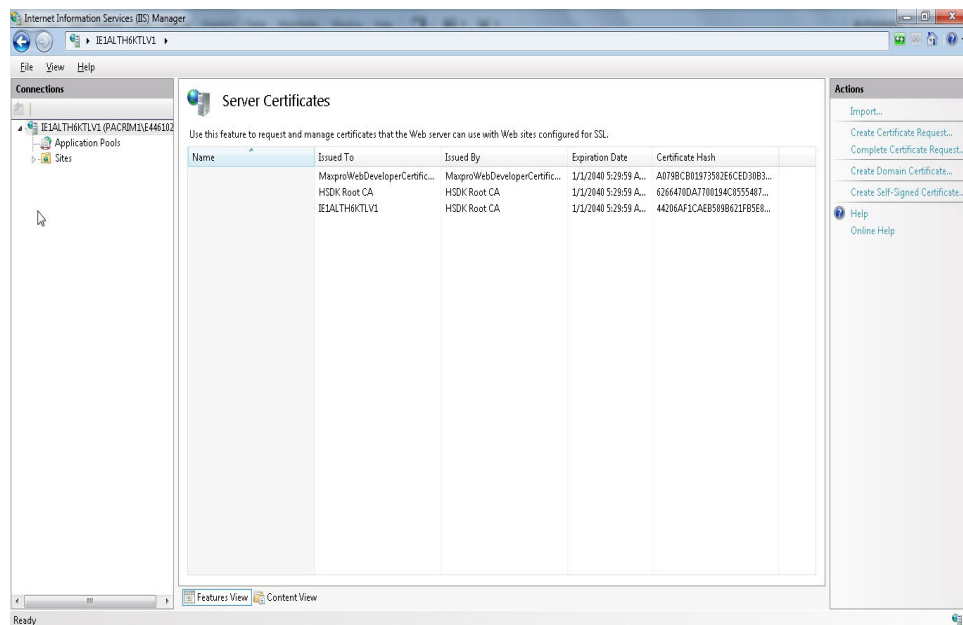 Internet Information Services (IIS) Manager
IE1ALTH6KTLV1
File View Help
Connections
IE1ALTH6KTLV1 (PACRIM1\E446102
Application Pools
Sites
Server Certificates
Use this feature to request and manage certificates that the Web server can use with Web sites configured for SSL.
Name Issued To Issued By Expiration Date Certificate Hash
MaxproWebDeveloperCertific... MaxproWebDeveloperCertific... 1/1/2040 5:29:59 A... A079BCB01973582E6CED30B3...
HSDK Root CA HSDK Root CA 1/1/2040 5:29:59 A... 6266470DA7700194C8555487...
IE1ALTH6KTLV1 HSDK Root CA 1/1/2040 5:29:59 A... 44206AF1CAEB589B621FB5E8...
Features View Content View
Actions
Import...
Create Certificate Request...
Complete Certificate Request...
Create Domain Certificate...
Create Self-Signed Certificate...
Help
Online Help
Ready